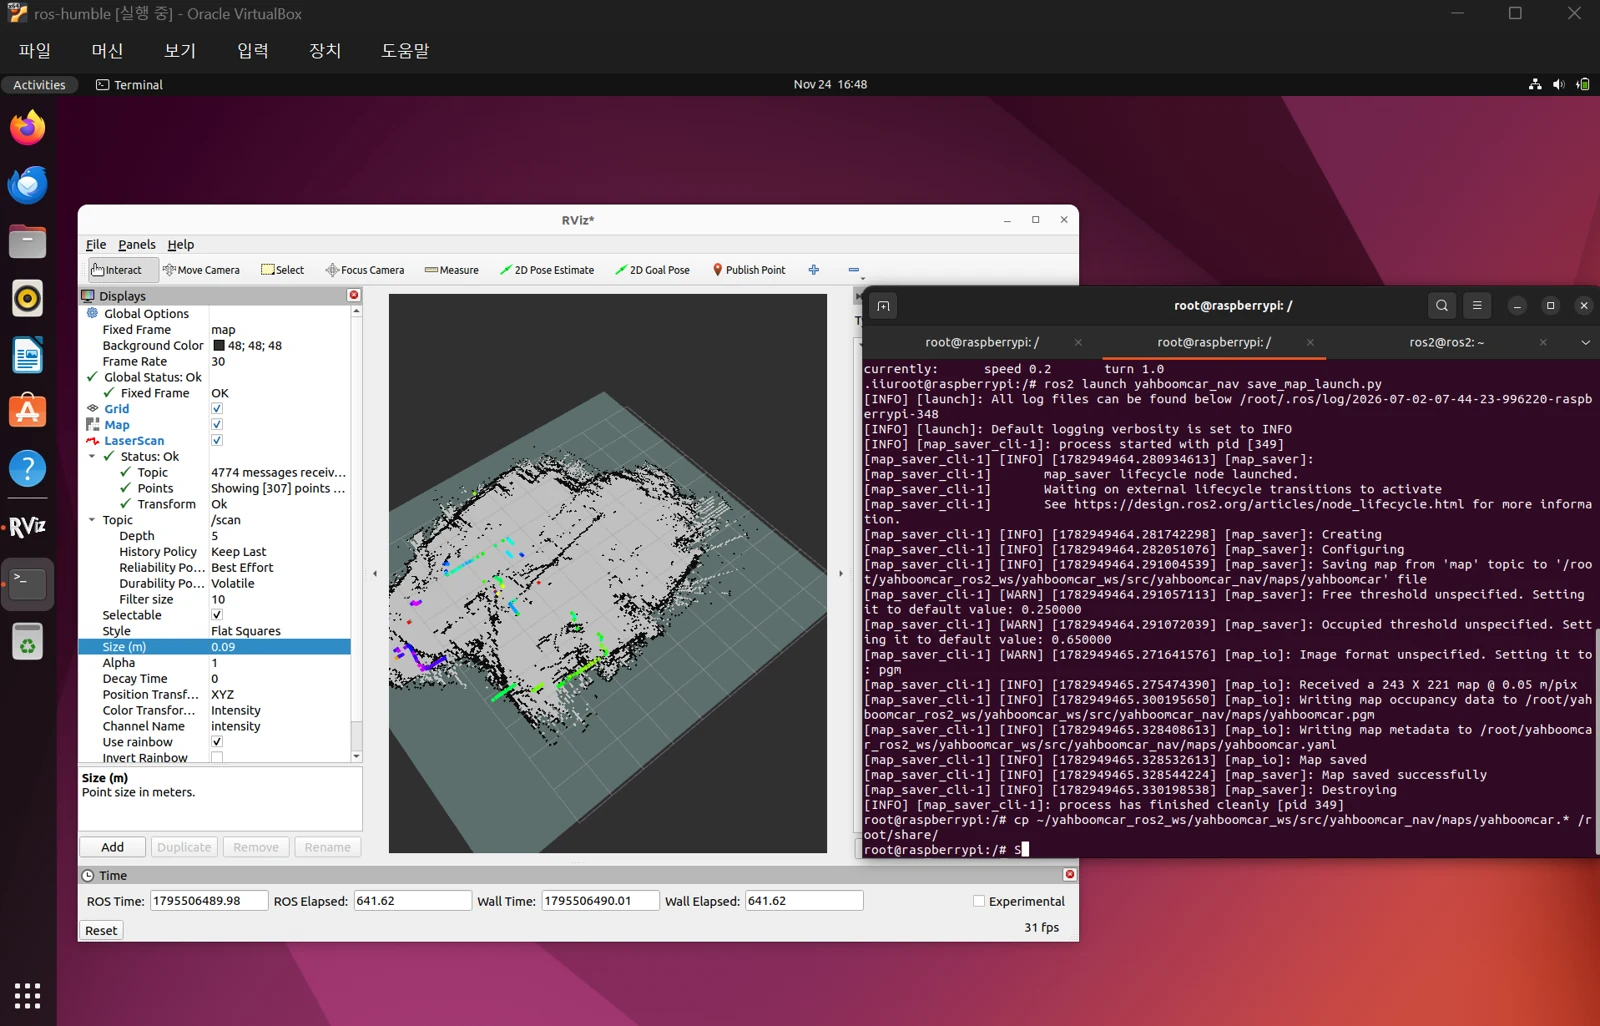 ros-humble [실행 중] - Oracle VirtualBox
파일 머신 보기 입력 장치 도움말
Activities Terminal Nov 24 16:48
RViz*
File Panels Help
Interact Move Camera Select Focus Camera Measure 2D Pose Estimate 2D Goal Pose Publish Point
Displays
Global Options
Fixed Frame map
Background Color 48; 48; 48
Frame Rate 30
Global Status: Ok
Fixed Frame OK
Grid
Map
LaserScan
Status: Ok
Topic 4774 messages receiv...
Points Showing [307] points ...
Transform Ok
Topic /scan
Depth 5
History Policy Keep Last
Reliability Po... Best Effort
Durability Po... Volatile
Filter size 10
Selectable
Style Flat Squares
Size (m) 0.09
Alpha 1
Decay Time 0
Position Transf... XYZ
Color Transfor... Intensity
Channel Name intensity
Use rainbow
Invert Rainbow
Size (m)
Point size in meters.
Add Duplicate Remove Rename
Time
ROS Time: 1795506489.98 ROS Elapsed: 641.62 Wall Time: 1795506490.01 Wall Elapsed: 641.62 Experimental
Reset 31 fps
RViz
root@raspberrypi: /
root@raspberrypi: / root@raspberrypi: / ros2@ros2: ~
currently: speed 0.2 turn 1.0
.iiuroot@raspberrypi:/# ros2 launch yahboomcar_nav save_map_launch.py
[INFO] [launch]: All log files can be found below /root/.ros/log/2026-07-02-07-44-23-996220-raspb
errypi-348
[INFO] [launch]: Default logging verbosity is set to INFO
[INFO] [map_saver_cli-1]: process started with pid [349]
[map_saver_cli-1] [INFO] [1782949464.280934613] [map_saver]:
[map_saver_cli-1] map_saver lifecycle node launched.
[map_saver_cli-1] Waiting on external lifecycle transitions to activate
[map_saver_cli-1] See https://design.ros2.org/articles/node_lifecycle.html for more informa
tion.
[map_saver_cli-1] [INFO] [1782949464.281742298] [map_saver]: Creating
[map_saver_cli-1] [INFO] [1782949464.282051076] [map_saver]: Configuring
[map_saver_cli-1] [INFO] [1782949464.291004539] [map_saver]: Saving map from 'map' topic to '/roo
t/yahboomcar_ros2_ws/yahboomcar_ws/src/yahboomcar_nav/maps/yahboomcar' file
[map_saver_cli-1] [WARN] [1782949464.291057113] [map_saver]: Free threshold unspecified. Setting
it to default value: 0.250000
[map_saver_cli-1] [WARN] [1782949464.291072039] [map_saver]: Occupied threshold unspecified. Sett
ing it to default value: 0.650000
[map_saver_cli-1] [WARN] [1782949465.271641576] [map_io]: Image format unspecified. Setting it to
: pgm
[map_saver_cli-1] [INFO] [1782949465.275474390] [map_io]: Received a 243 X 221 map @ 0.05 m/pix
[map_saver_cli-1] [INFO] [1782949465.300195650] [map_io]: Writing map occupancy data to /root/yah
boomcar_ros2_ws/yahboomcar_ws/src/yahboomcar_nav/maps/yahboomcar.pgm
[map_saver_cli-1] [INFO] [1782949465.328408613] [map_io]: Writing map metadata to /root/yahboomca
r_ros2_ws/yahboomcar_ws/src/yahboomcar_nav/maps/yahboomcar.yaml
[map_saver_cli-1] [INFO] [1782949465.328532613] [map_io]: Map saved
[map_saver_cli-1] [INFO] [1782949465.328544224] [map_saver]: Map saved successfully
[map_saver_cli-1] [INFO] [1782949465.330198538] [map_saver]: Destroying
[INFO] [map_saver_cli-1]: process has finished cleanly [pid 349]
root@raspberrypi:/# cp ~/yahboomcar_ros2_ws/yahboomcar_ws/src/yahboomcar_nav/maps/yahboomcar.* /r
oot/share/
root@raspberrypi:/# S